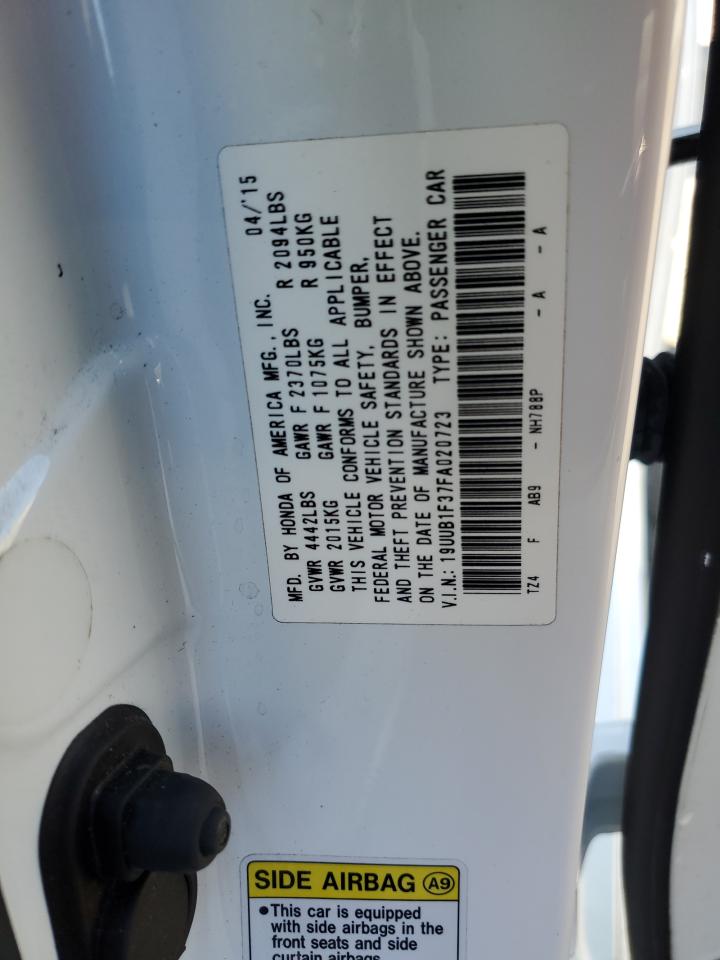 MFD. BY HONDA OF AMERICA MFG., INC. 04/'15
GVWR 4442LBS GAWR F 2370LBS R 2094LBS
GVWR 2015KG GAWR F 1075KG R 950KG
THIS VEHICLE CONFORMS TO ALL APPLICABLE
FEDERAL MOTOR VEHICLE SAFETY, BUMPER,
AND THEFT PREVENTION STANDARDS IN EFFECT
ON THE DATE OF MANUFACTURE SHOWN ABOVE.
V.I.N.: 19UUB1F37FA020723 TYPE: PASSENGER CAR
TZ4 F AB9 - NH788P - A - A
SIDE AIRBAG A9
•This car is equipped
with side airbags in the
front seats and side
curtain airbags